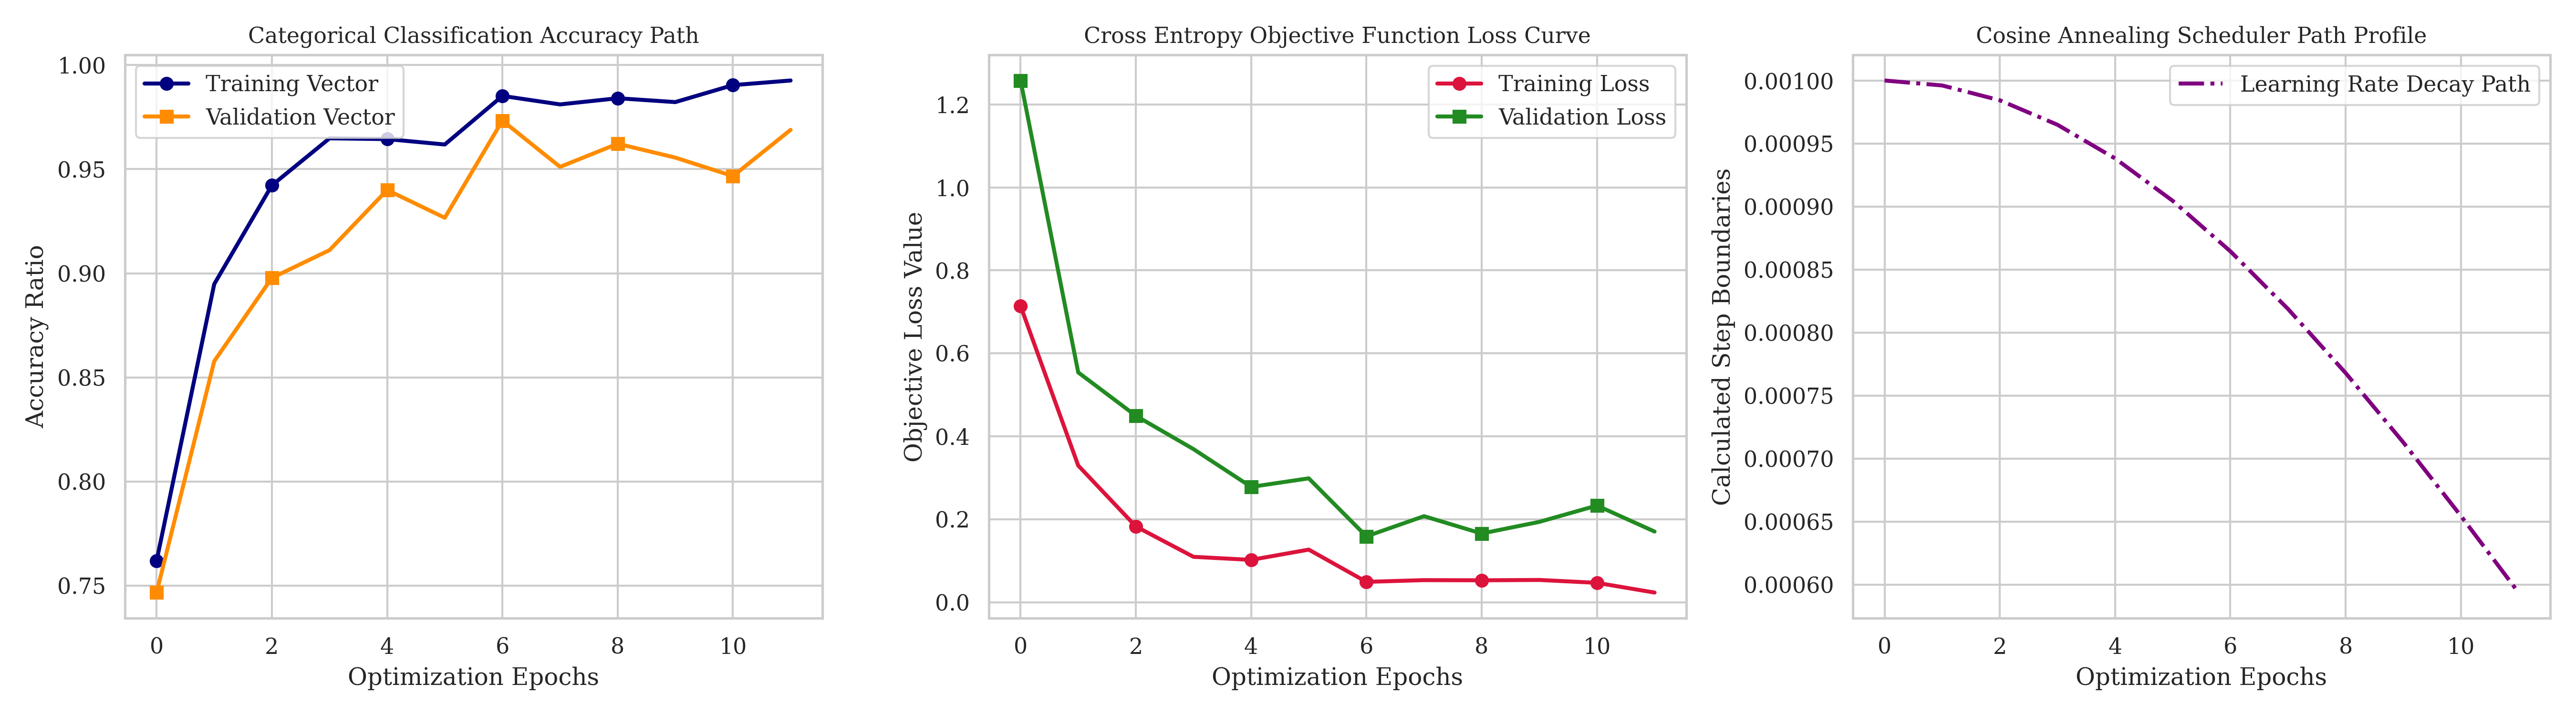 Categorical Classification Accuracy Path
Training Vector
Validation Vector
Accuracy Ratio
1.00
0.95
0.90
0.85
0.80
0.75
0 2 4 6 8 10
Optimization Epochs
Cross Entropy Objective Function Loss Curve
Training Loss
Validation Loss
Objective Loss Value
1.2
1.0
0.8
0.6
0.4
0.2
0.0
0 2 4 6 8 10
Optimization Epochs
Cosine Annealing Scheduler Path Profile
Learning Rate Decay Path
Calculated Step Boundaries
0.00100
0.00095
0.00090
0.00085
0.00080
0.00075
0.00070
0.00065
0.00060
0 2 4 6 8 10
Optimization Epochs